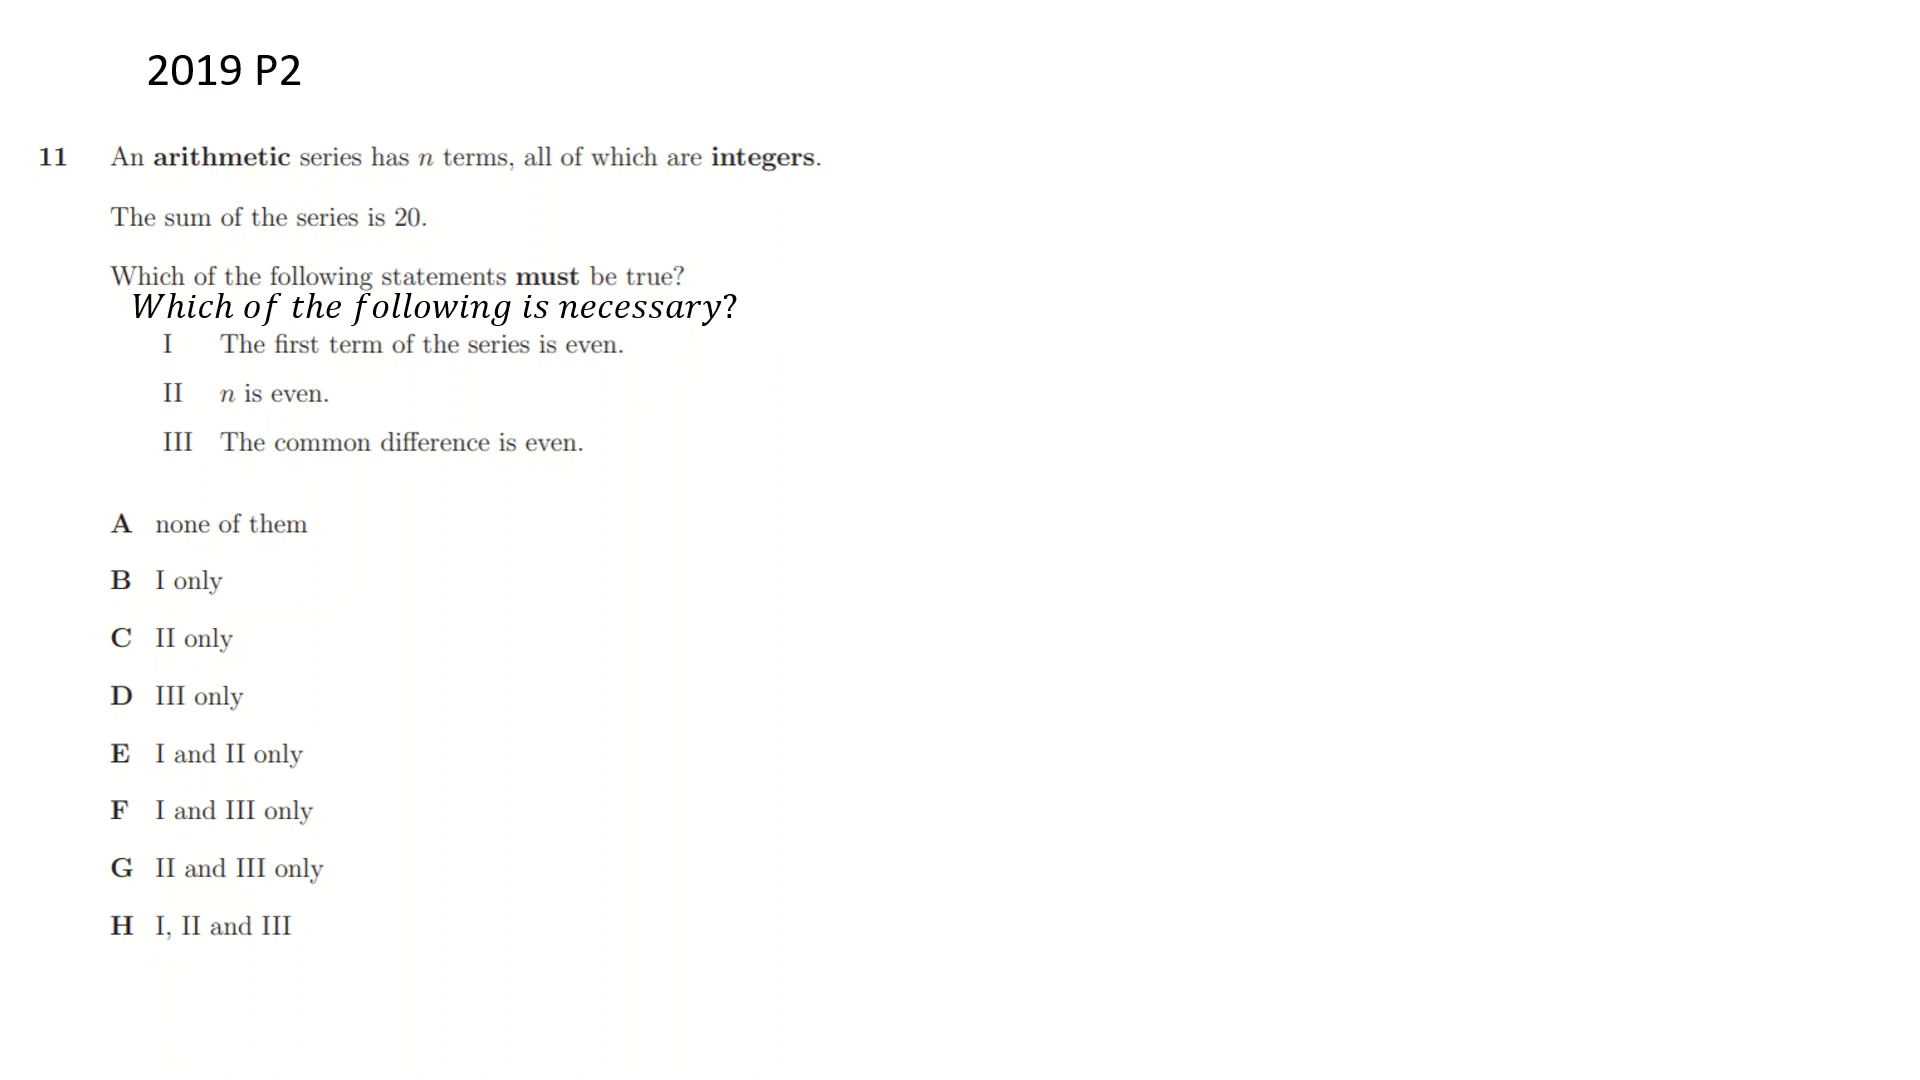 2019 P2
11 An arithmetic series has n terms, all of which are integers.
The sum of the series is 20.
Which of the following statements must be true?
Which of the following is necessary?
I The first term of the series is even.
II n is even.
III The common difference is even.
A none of them
B I only
C II only
D III only
E I and II only
F I and III only
G II and III only
H I, II and III